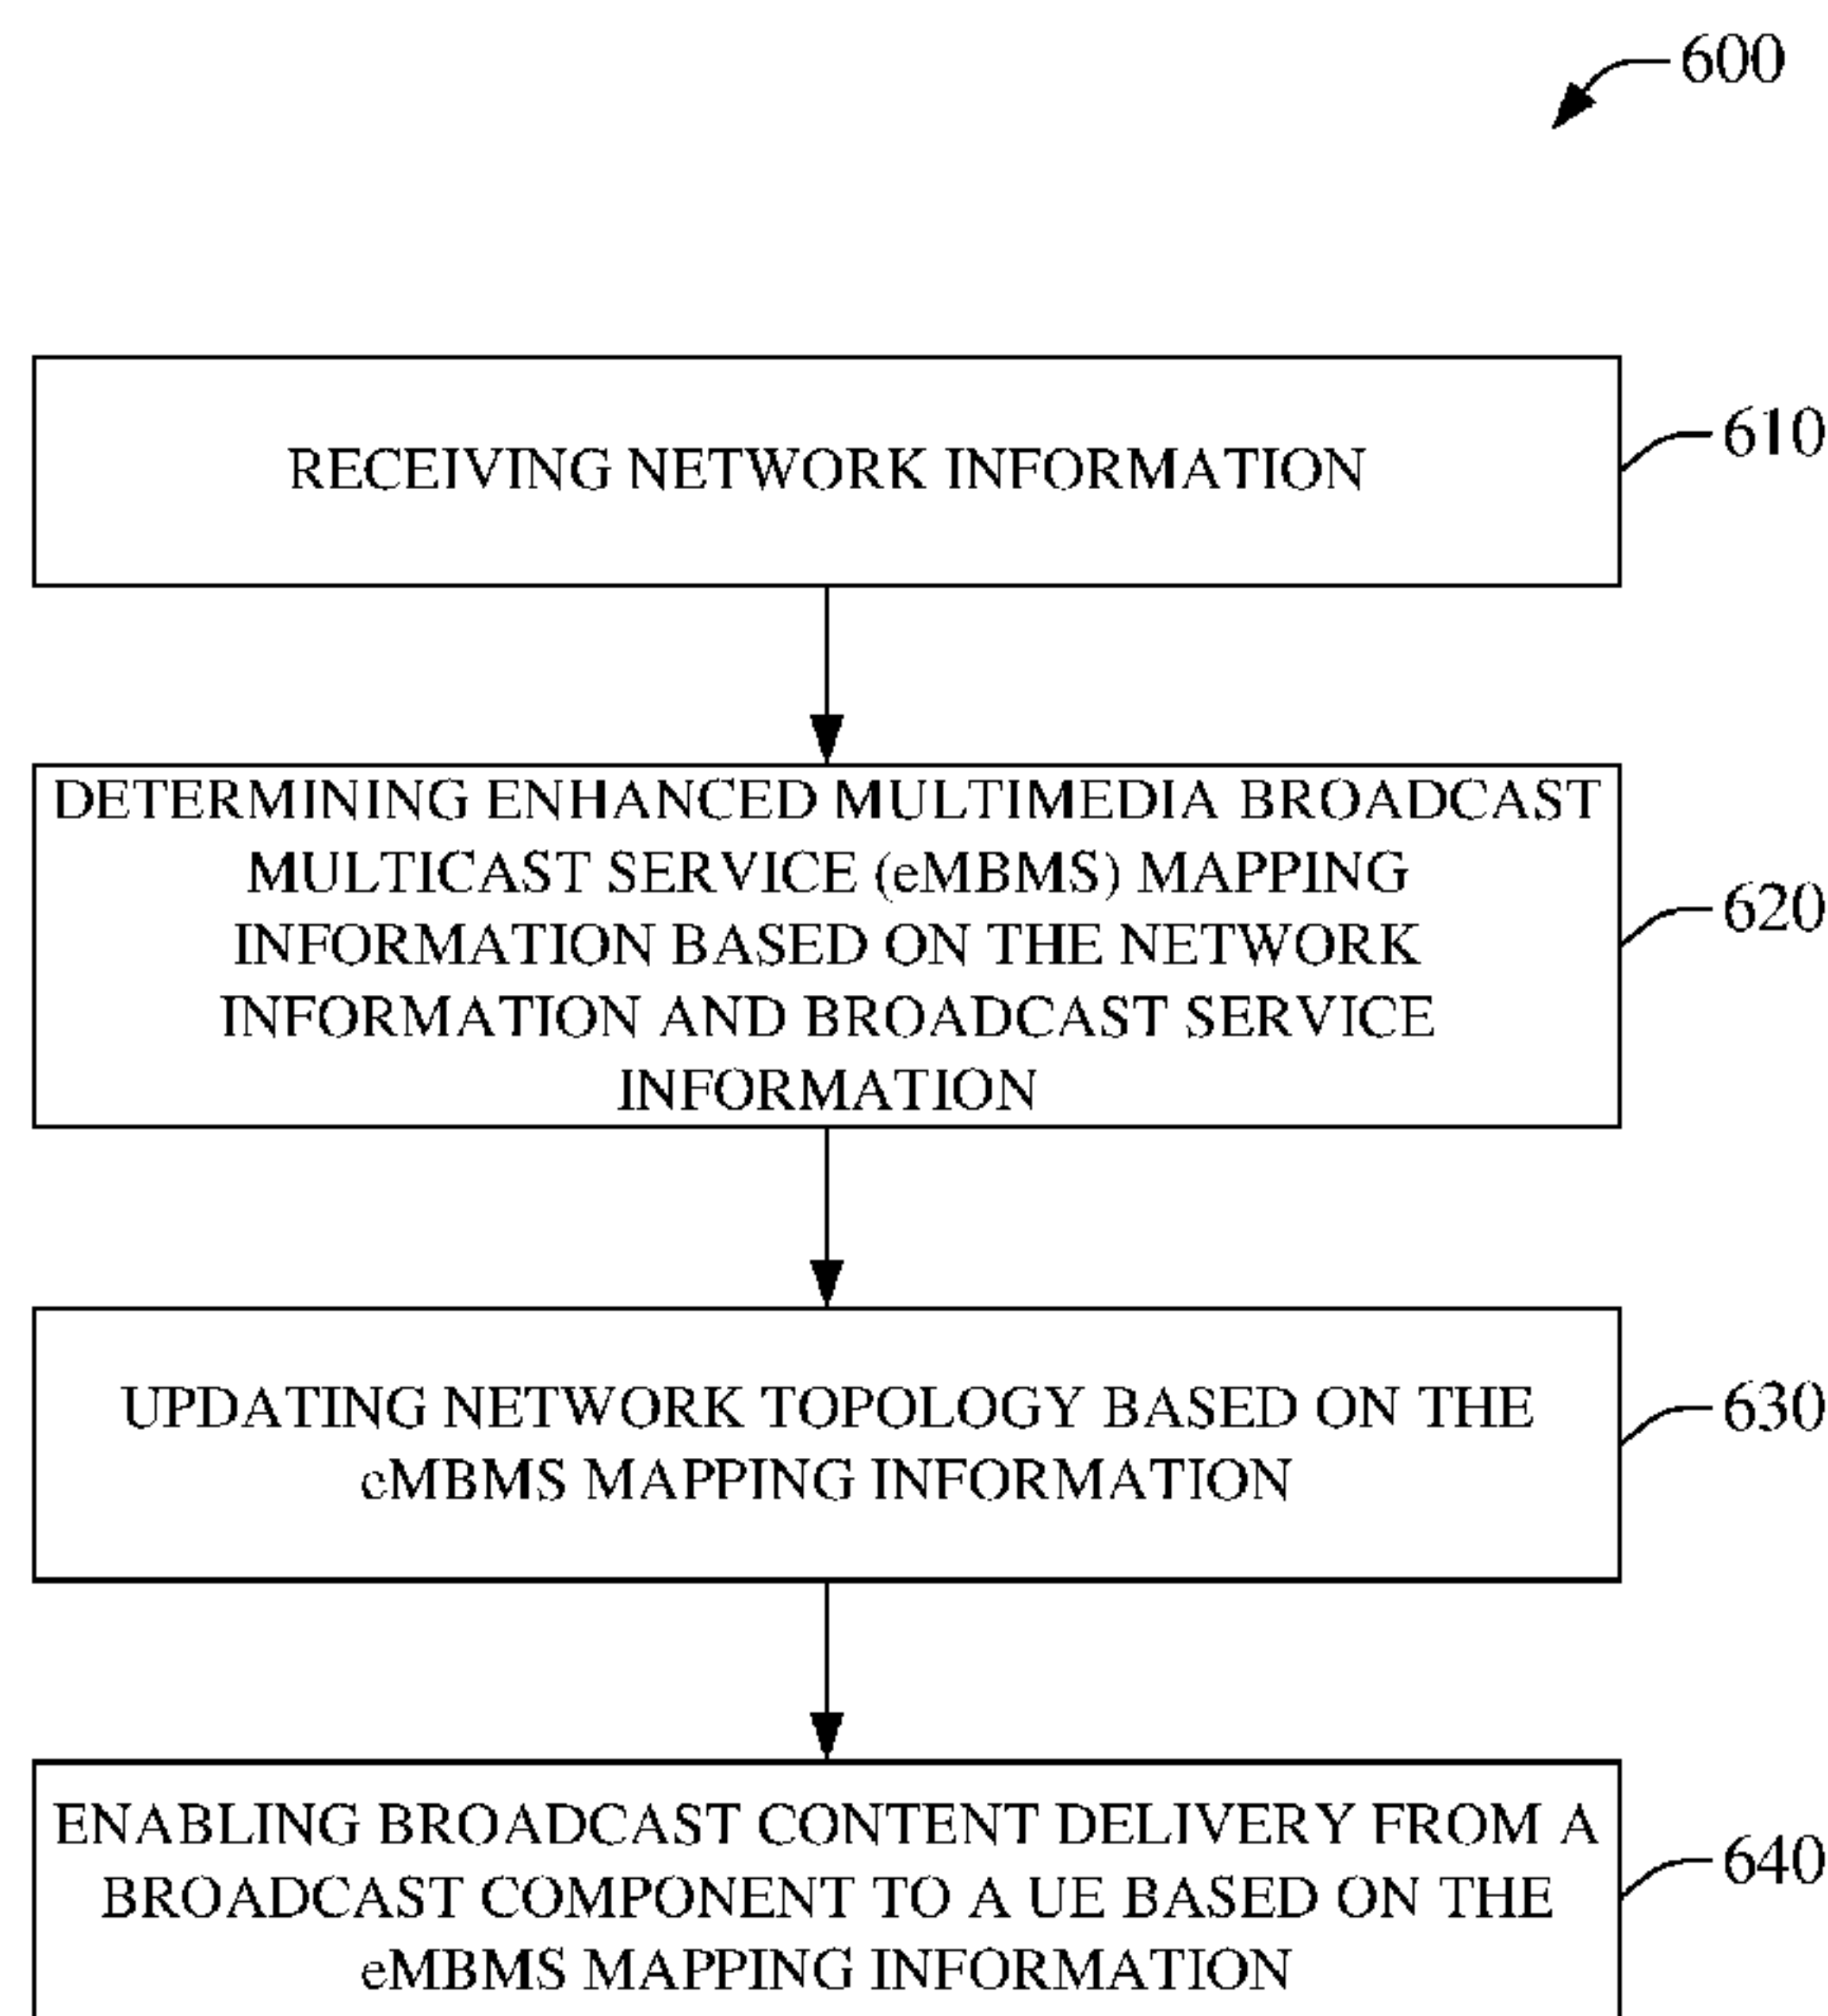 600
RECEIVING NETWORK INFORMATION
610
DETERMINING ENHANCED MULTIMEDIA BROADCAST
MULTICAST SERVICE (eMBMS) MAPPING
INFORMATION BASED ON THE NETWORK
INFORMATION AND BROADCAST SERVICE
INFORMATION
620
UPDATING NETWORK TOPOLOGY BASED ON THE
eMBMS MAPPING INFORMATION
630
ENABLING BROADCAST CONTENT DELIVERY FROM A
BROADCAST COMPONENT TO A UE BASED ON THE
eMBMS MAPPING INFORMATION
640